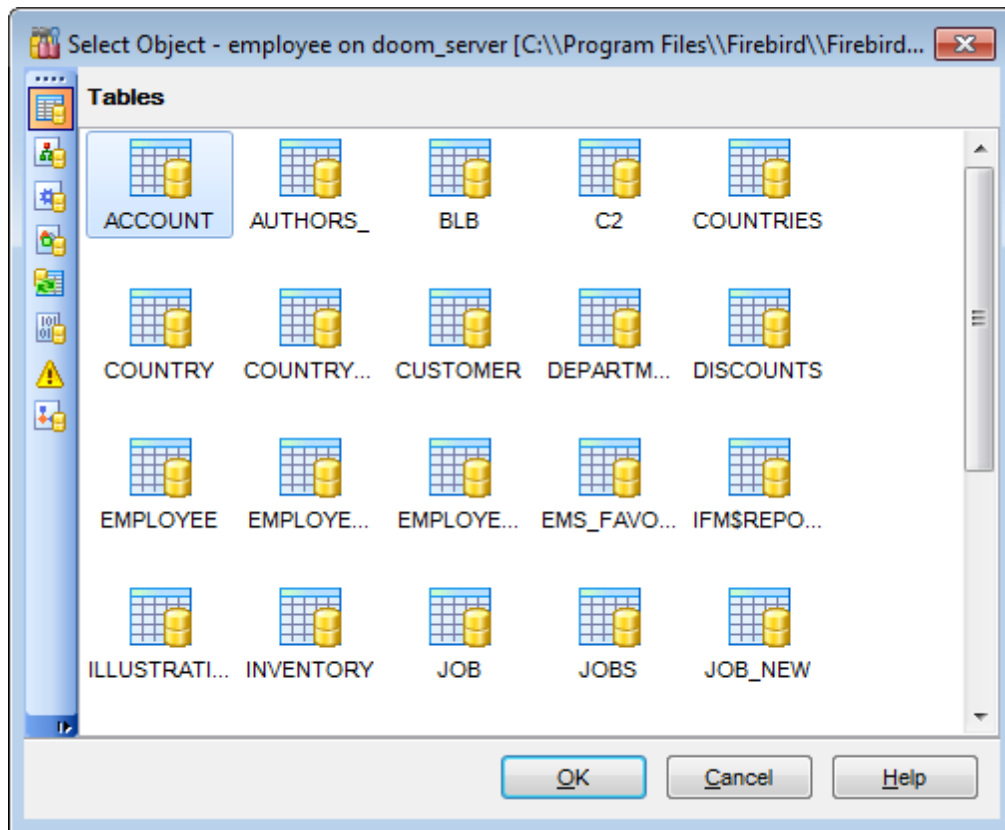 Select Object - employee on doom_server [C:\\Program Files\\Firebird\\Firebird...
Tables
ACCOUNT AUTHORS_ BLB C2 COUNTRIES
COUNTRY COUNTRY... CUSTOMER DEPARTM... DISCOUNTS
EMPLOYEE EMPLOYE... EMPLOYE... EMS_FAVO... IFM$REPO...
ILLUSTRATI... INVENTORY JOB JOBS JOB_NEW
OK Cancel Help